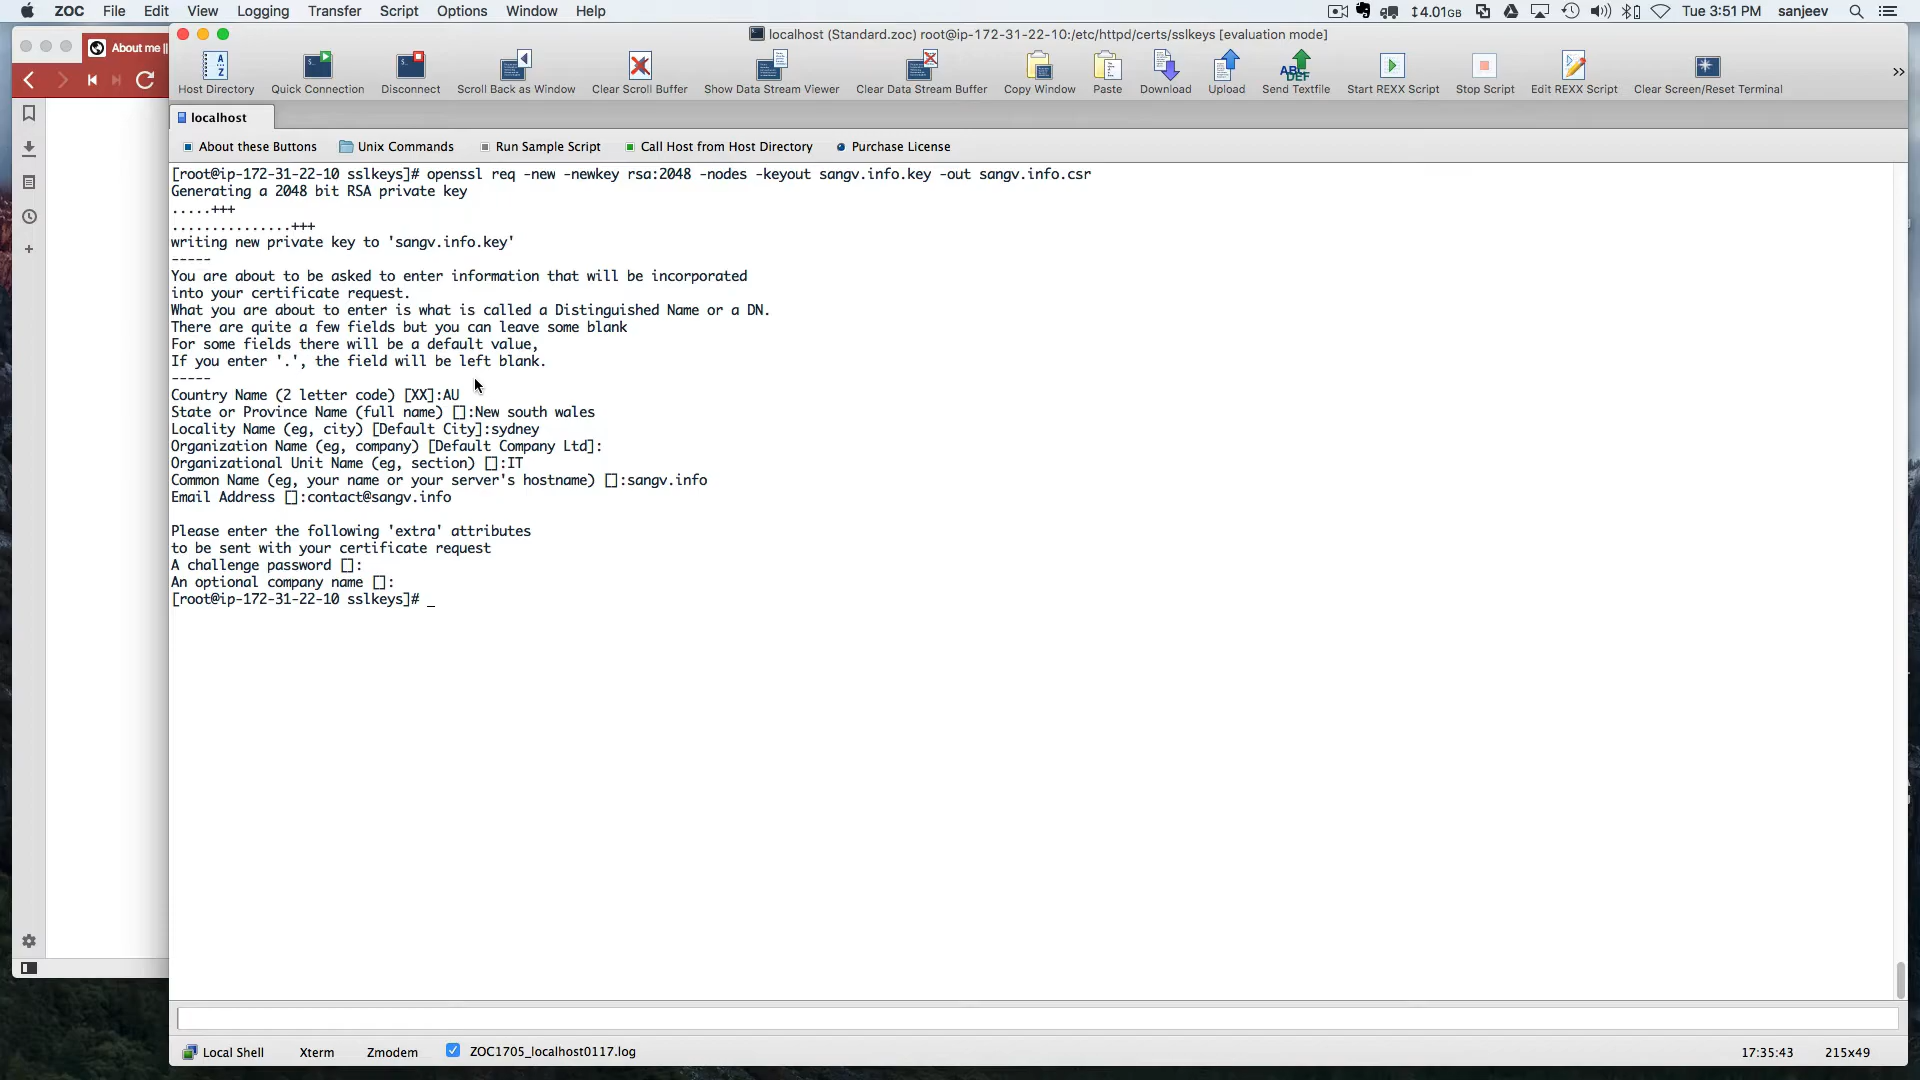 ZOC File Edit View Logging Transfer Script Options Window Help 4.01GB Tue 3:51 PM sanjeev
About me ||
localhost (Standard.zoc) root@ip-172-31-22-10:/etc/httpd/certs/sslkeys [evaluation mode]
Host Directory Quick Connection Disconnect Scroll Back as Window Clear Scroll Buffer Show Data Stream Viewer Clear Data Stream Buffer Copy Window Paste Download Upload Send Textfile Start REXX Script Stop Script Edit REXX Script Clear Screen/Reset Terminal
localhost
About these Buttons Unix Commands Run Sample Script Call Host from Host Directory Purchase License
[root@ip-172-31-22-10 sslkeys]# openssl req -new -newkey rsa:2048 -nodes -keyout sangv.info.key -out sangv.info.csr
Generating a 2048 bit RSA private key
.....+++
...............+++
writing new private key to 'sangv.info.key'
-----
You are about to be asked to enter information that will be incorporated
into your certificate request.
What you are about to enter is what is called a Distinguished Name or a DN.
There are quite a few fields but you can leave some blank
For some fields there will be a default value,
If you enter '.', the field will be left blank.
-----
Country Name (2 letter code) [XX]:AU
State or Province Name (full name) []:New south wales
Locality Name (eg, city) [Default City]:sydney
Organization Name (eg, company) [Default Company Ltd]:
Organizational Unit Name (eg, section) []:IT
Common Name (eg, your name or your server's hostname) []:sangv.info
Email Address []:contact@sangv.info
Please enter the following 'extra' attributes
to be sent with your certificate request
A challenge password []:
An optional company name []:
[root@ip-172-31-22-10 sslkeys]# _
Local Shell Xterm Zmodem ZOC1705_localhost0117.log 17:35:43 215x49